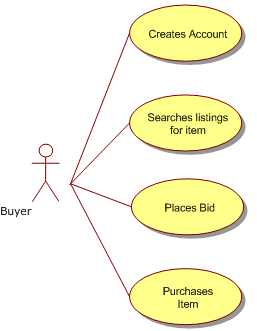 Creates Account
Searches listings
for item
Buyer
Places Bid
Purchases
Item